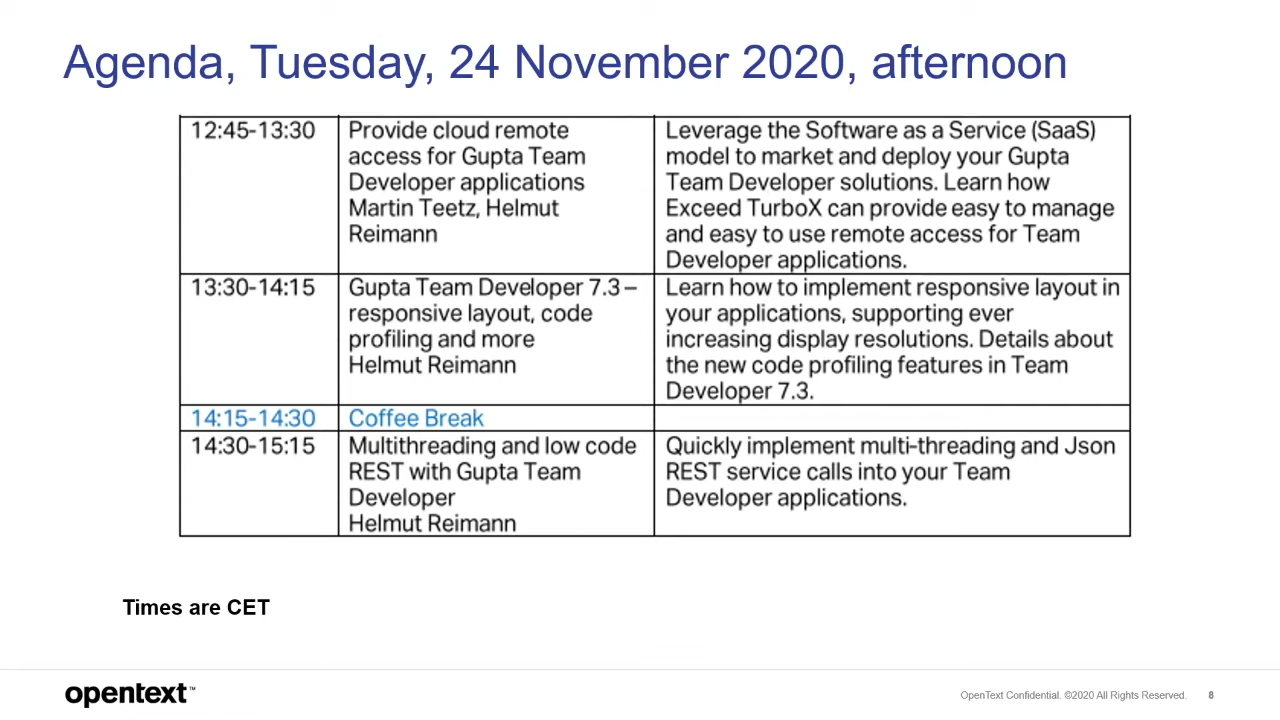 Agenda, Tuesday, 24 November 2020, afternoon
12:45-13:30
Provide cloud remote
access for Gupta Team
Developer applications
Martin Teetz, Helmut
Reimann
Leverage the Software as a Service (SaaS)
model to market and deploy your Gupta
Team Developer solutions. Learn how
Exceed TurboX can provide easy to manage
and easy to use remote access for Team
Developer applications.
13:30-14:15
Gupta Team Developer 7.3 –
responsive layout, code
profiling and more
Helmut Reimann
Learn how to implement responsive layout in
your applications, supporting ever
increasing display resolutions. Details about
the new code profiling features in Team
Developer 7.3.
14:15-14:30
Coffee Break
14:30-15:15
Multithreading and low code
REST with Gupta Team
Developer
Helmut Reimann
Quickly implement multi-threading and Json
REST service calls into your Team
Developer applications.
Times are CET
opentext™
OpenText Confidential. ©2020 All Rights Reserved.
8